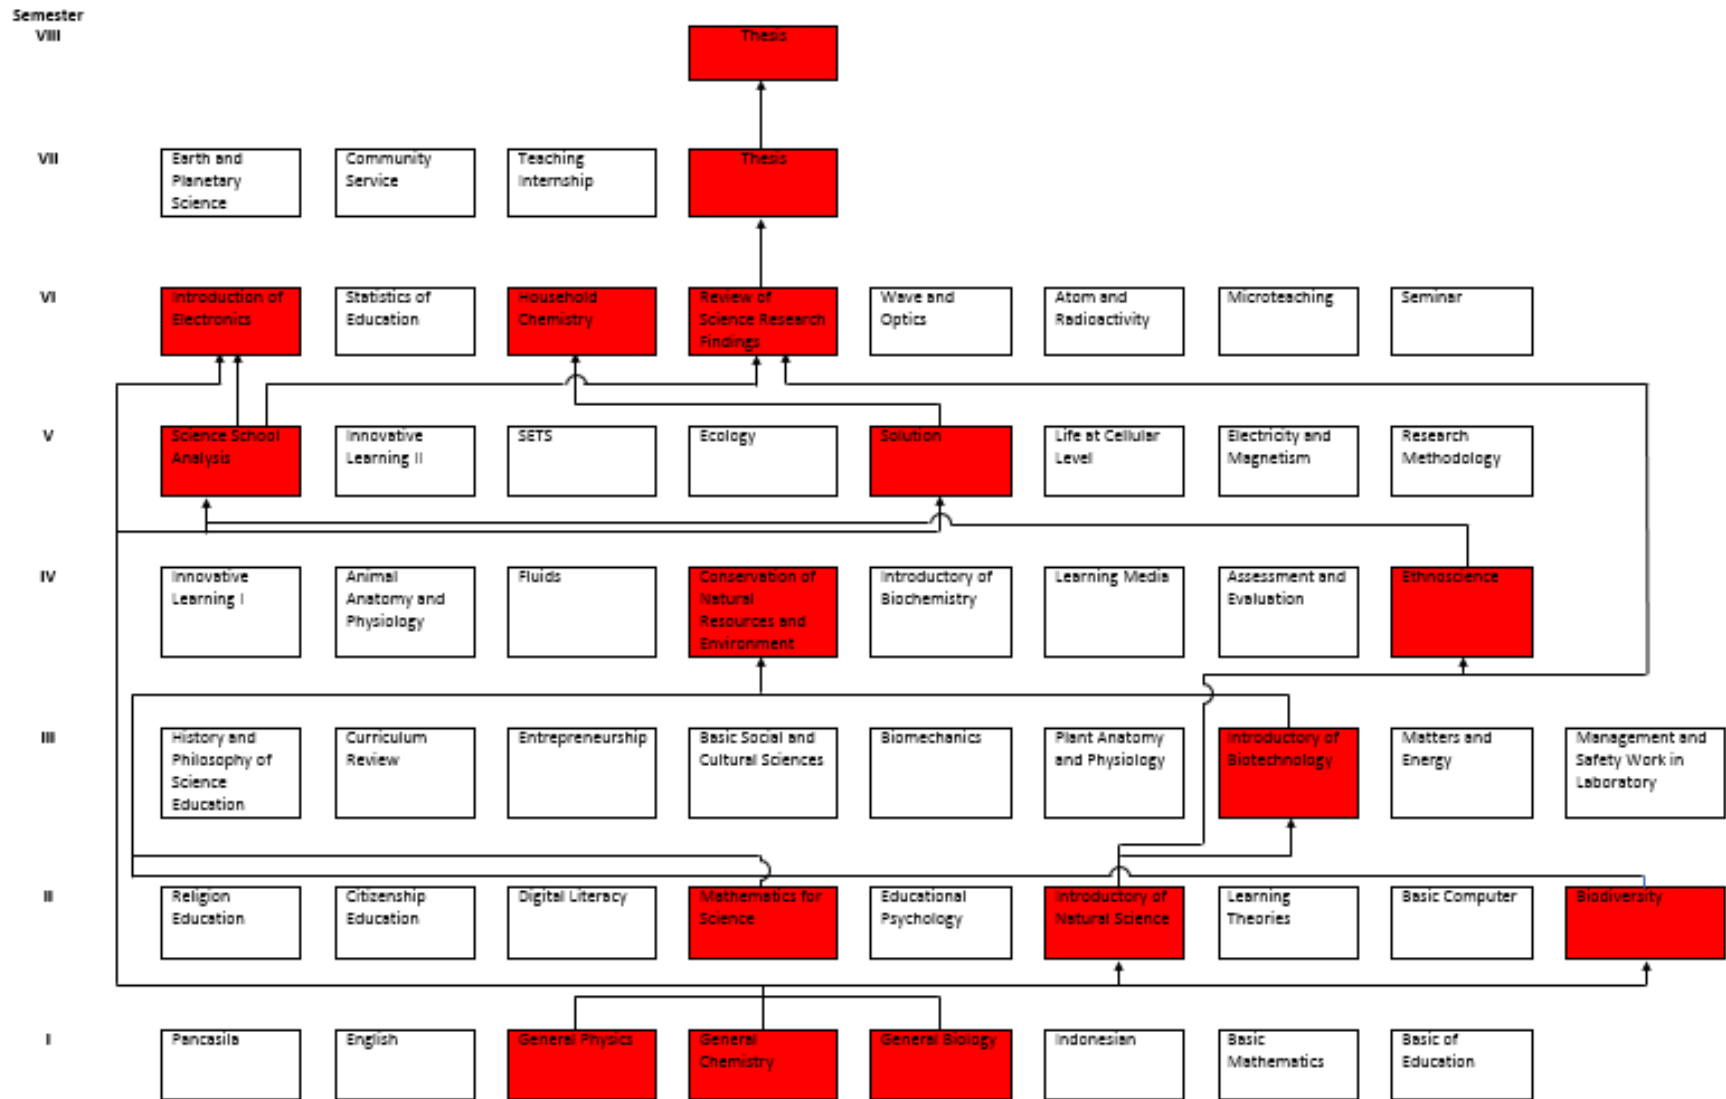 Semester
VIII
Thesis
VII
Earth and
Planetary
Science
Community
Service
Teaching
Internship
Thesis
VI
Introduction of
Electronics
Statistics of
Education
Household
Chemistry
Review of
Science Research
Findings
Wave and
Optics
Atom and
Radioactivity
Microteaching
Seminar
V
Science School
Analysis
Innovative
Learning II
SETS
Ecology
Solution
Life at Cellular
Level
Electricity and
Magnetism
Research
Methodology
IV
Innovative
Learning I
Animal
Anatomy and
Physiology
Fluids
Conservation of
Natural
Resources and
Environment
Introductory of
Biochemistry
Learning Media
Assessment and
Evaluation
Ethnoscience
III
History and
Philosophy of
Science
Education
Curriculum
Review
Entrepreneurship
Basic Social and
Cultural Sciences
Biomechanics
Plant Anatomy
and Physiology
Introductory of
Biotechnology
Matters and
Energy
Management and
Safety Work in
Laboratory
II
Religion
Education
Citizenship
Education
Digital Literacy
Mathematics for
Science
Educational
Psychology
Introductory of
Natural Science
Learning
Theories
Basic Computer
Biodiversity
I
Pancasila
English
General Physics
General
Chemistry
General Biology
Indonesian
Basic
Mathematics
Basic of
Education